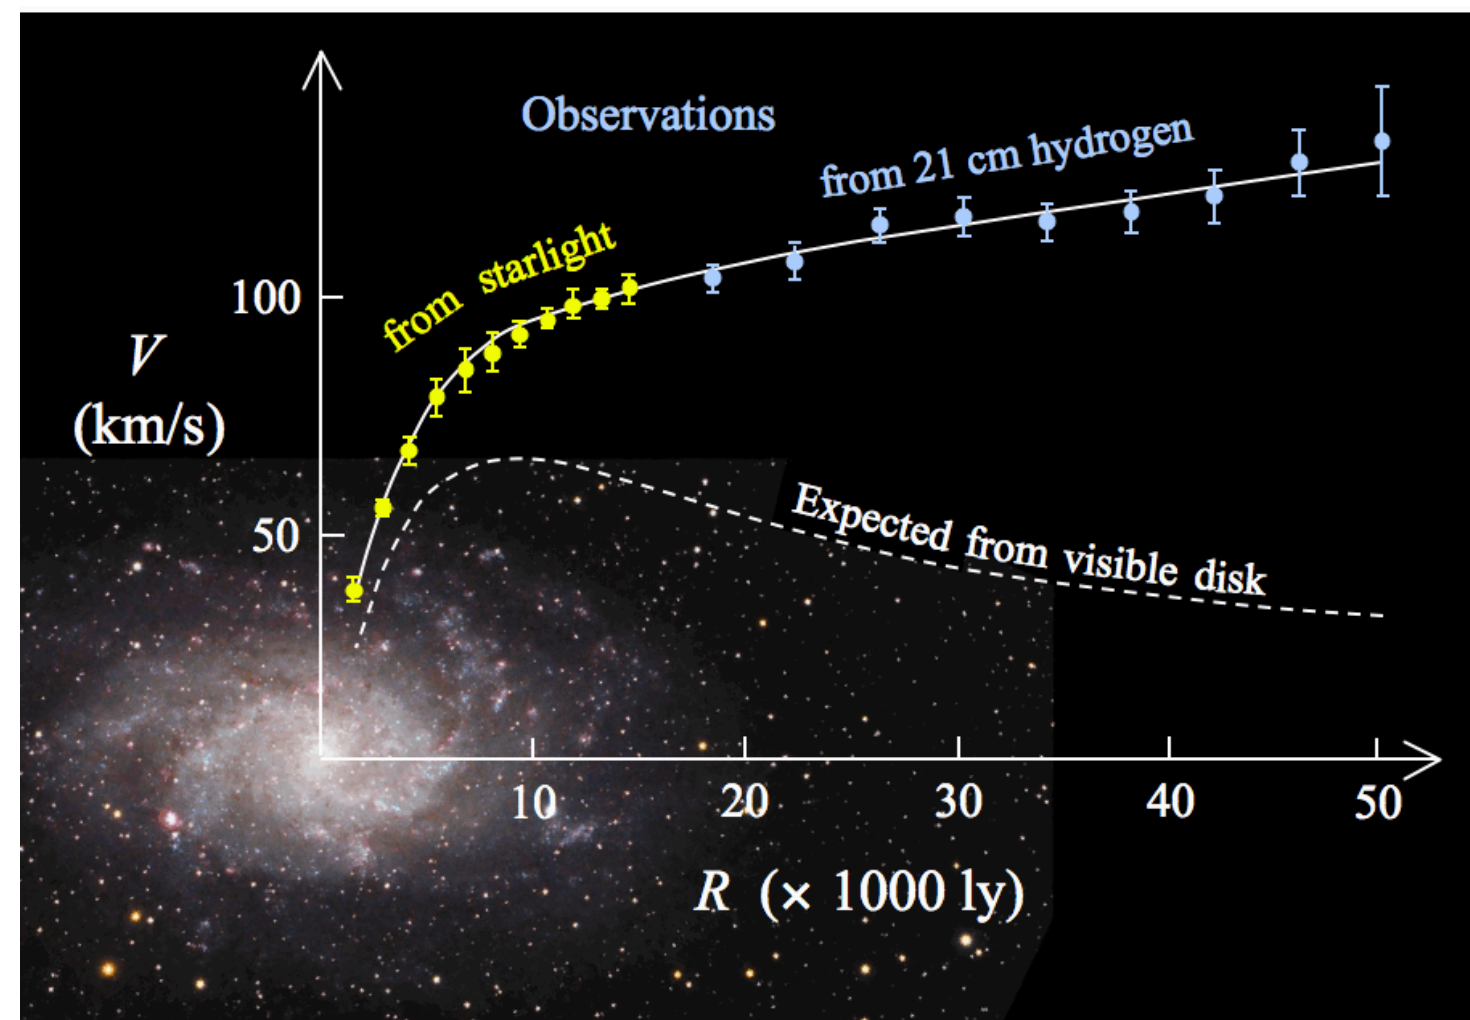 Observations
from 21 cm hydrogen
from starlight
100
V
(km/s)
50
Expected from visible disk
10 20 30 40 50
R (× 1000 ly)